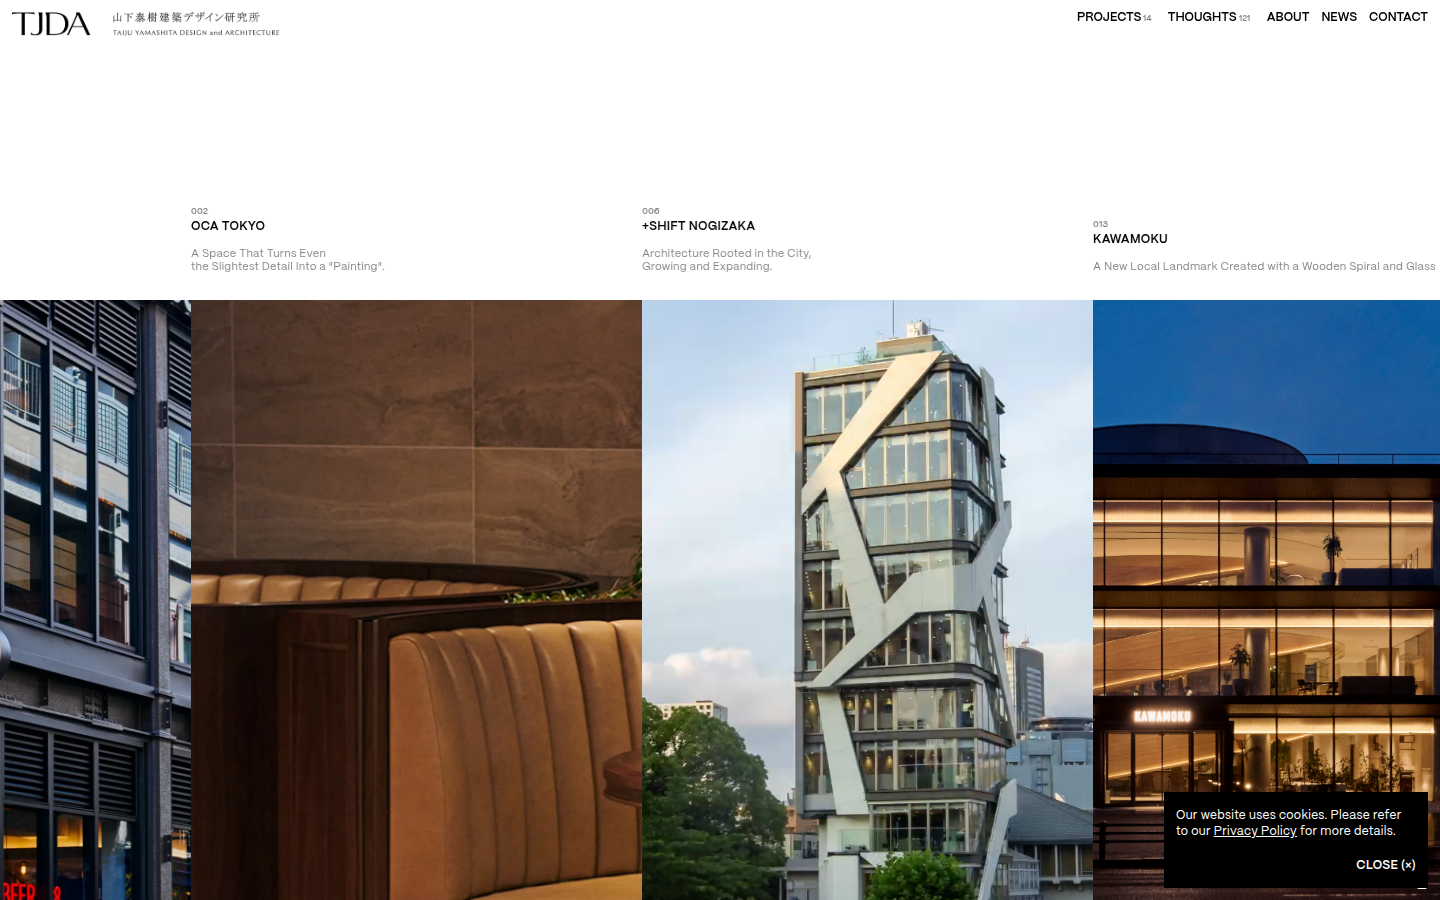 TJDA
山下泰樹建築デザイン研究所
TAIJU YAMASHITA DESIGN and ARCHITECTURE
PROJECTS 14 THOUGHTS 121 ABOUT NEWS CONTACT
002
OCA TOKYO
A Space That Turns Even
the Slightest Detail Into a "Painting".
006
+SHIFT NOGIZAKA
Architecture Rooted in the City,
Growing and Expanding.
013
KAWAMOKU
A New Local Landmark Created with a Wooden Spiral and Glass
BEER
KAWAMOKU
Our website uses cookies. Please refer
to our Privacy Policy for more details.
CLOSE (×)